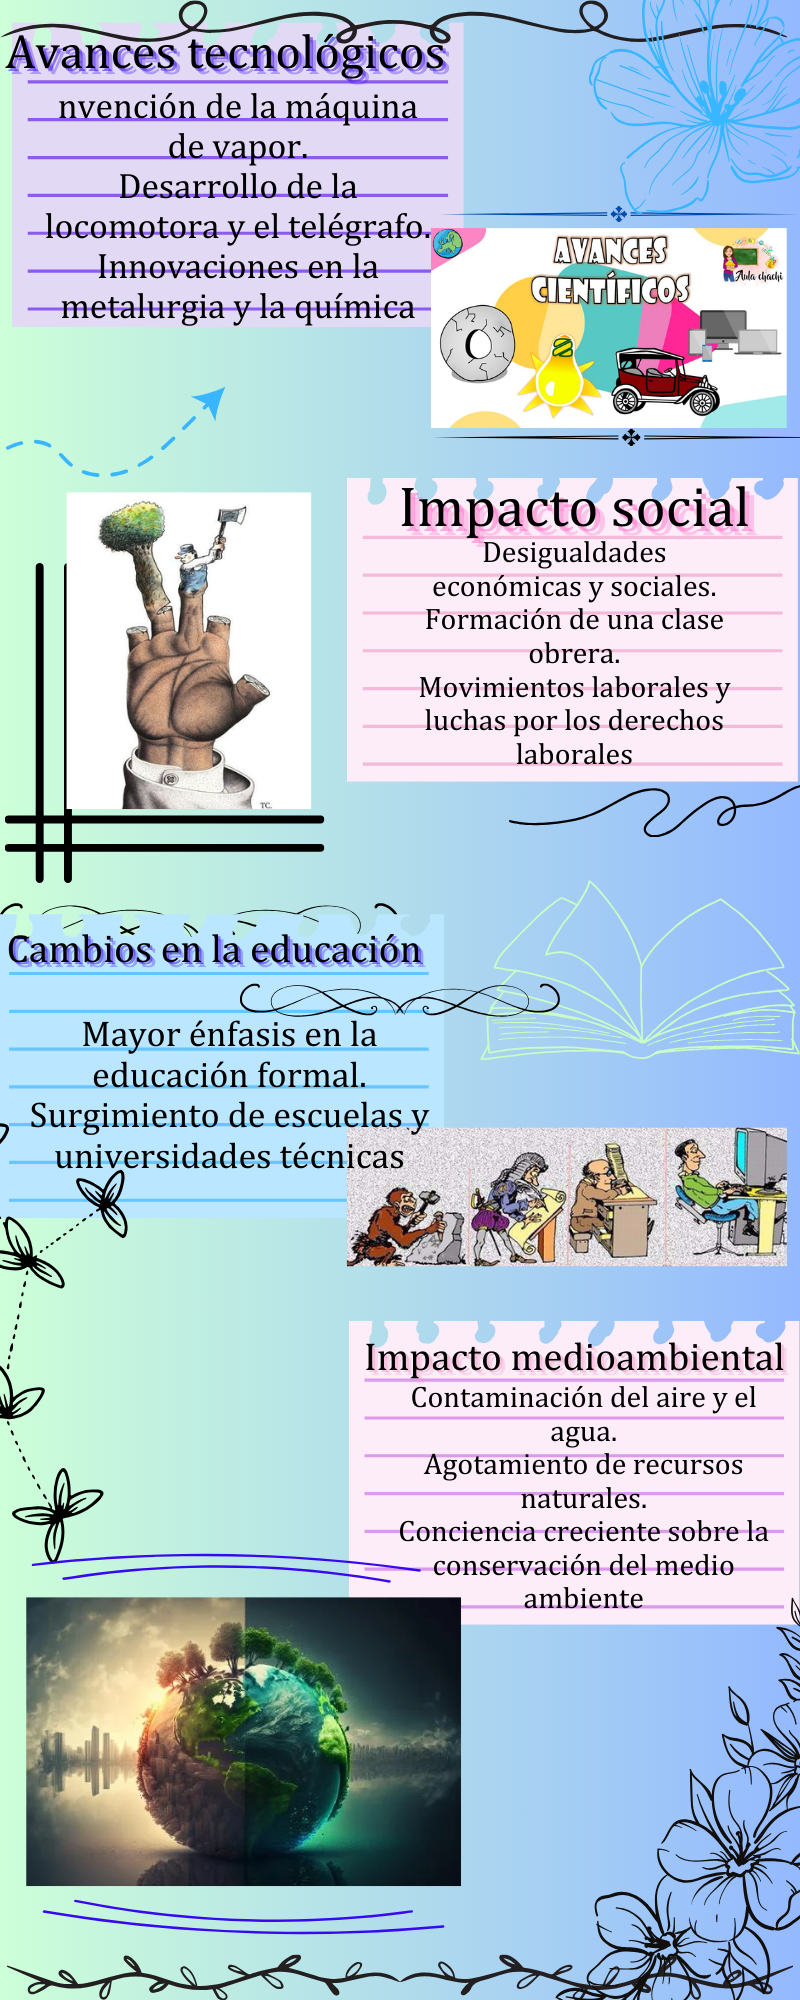 Avances tecnológicos
nvención de la máquina
de vapor.
Desarrollo de la
locomotora y el telégrafo.
Innovaciones en la
metalurgia y la química
AVANCES
CIENTÍFICOS
Aula chachi
Impacto social
Desigualdades
económicas y sociales.
Formación de una clase
obrera.
Movimientos laborales y
luchas por los derechos
laborales
TC.
Cambios en la educación
Mayor énfasis en la
educación formal.
Surgimiento de escuelas y
universidades técnicas
Impacto medioambiental
Contaminación del aire y el
agua.
Agotamiento de recursos
naturales.
Conciencia creciente sobre la
conservación del medio
ambiente